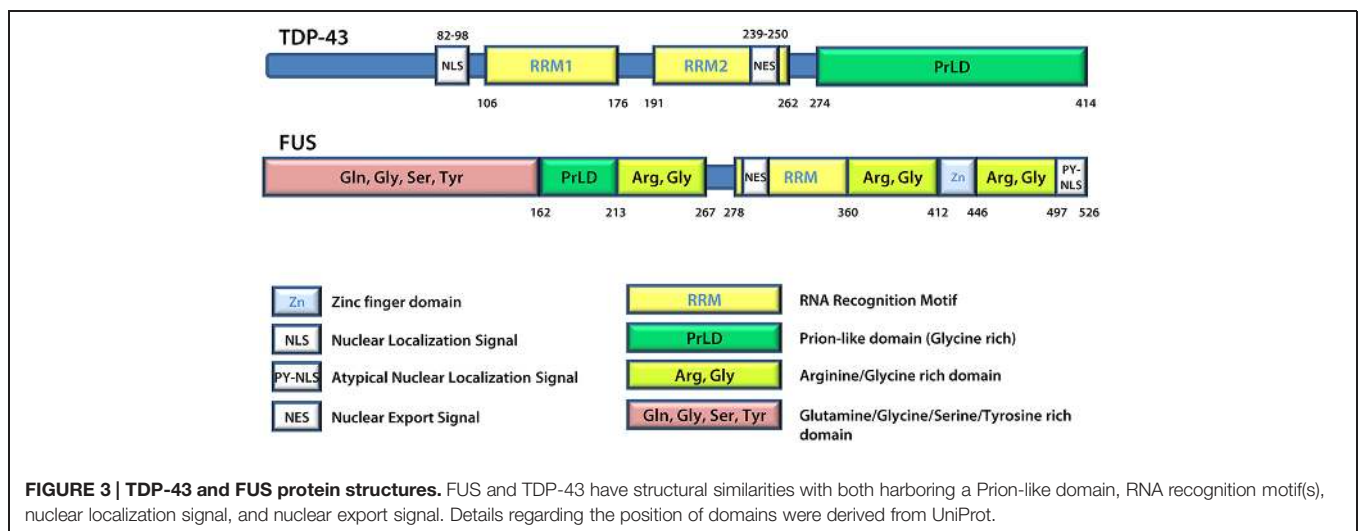 TDP-43
82-98
239-250
NLS
RRM1
RRM2
NES
PrLD
106
176
191
262
274
414
FUS
Gln, Gly, Ser, Tyr
PrLD
Arg, Gly
NES
RRM
Arg, Gly
Zn
Arg, Gly
PY-
NLS
162
213
267
278
360
412
446
497
526
Zn
Zinc finger domain
NLS
Nuclear Localization Signal
PY-NLS
Atypical Nuclear Localization Signal
NES
Nuclear Export Signal
RRM
RNA Recognition Motif
PrLD
Prion-like domain (Glycine rich)
Arg, Gly
Arginine/Glycine rich domain
Gln, Gly, Ser, Tyr
Glutamine/Glycine/Serine/Tyrosine rich
domain
FIGURE 3 | TDP-43 and FUS protein structures. FUS and TDP-43 have structural similarities with both harboring a Prion-like domain, RNA recognition motif(s),
nuclear localization signal, and nuclear export signal. Details regarding the position of domains were derived from UniProt.